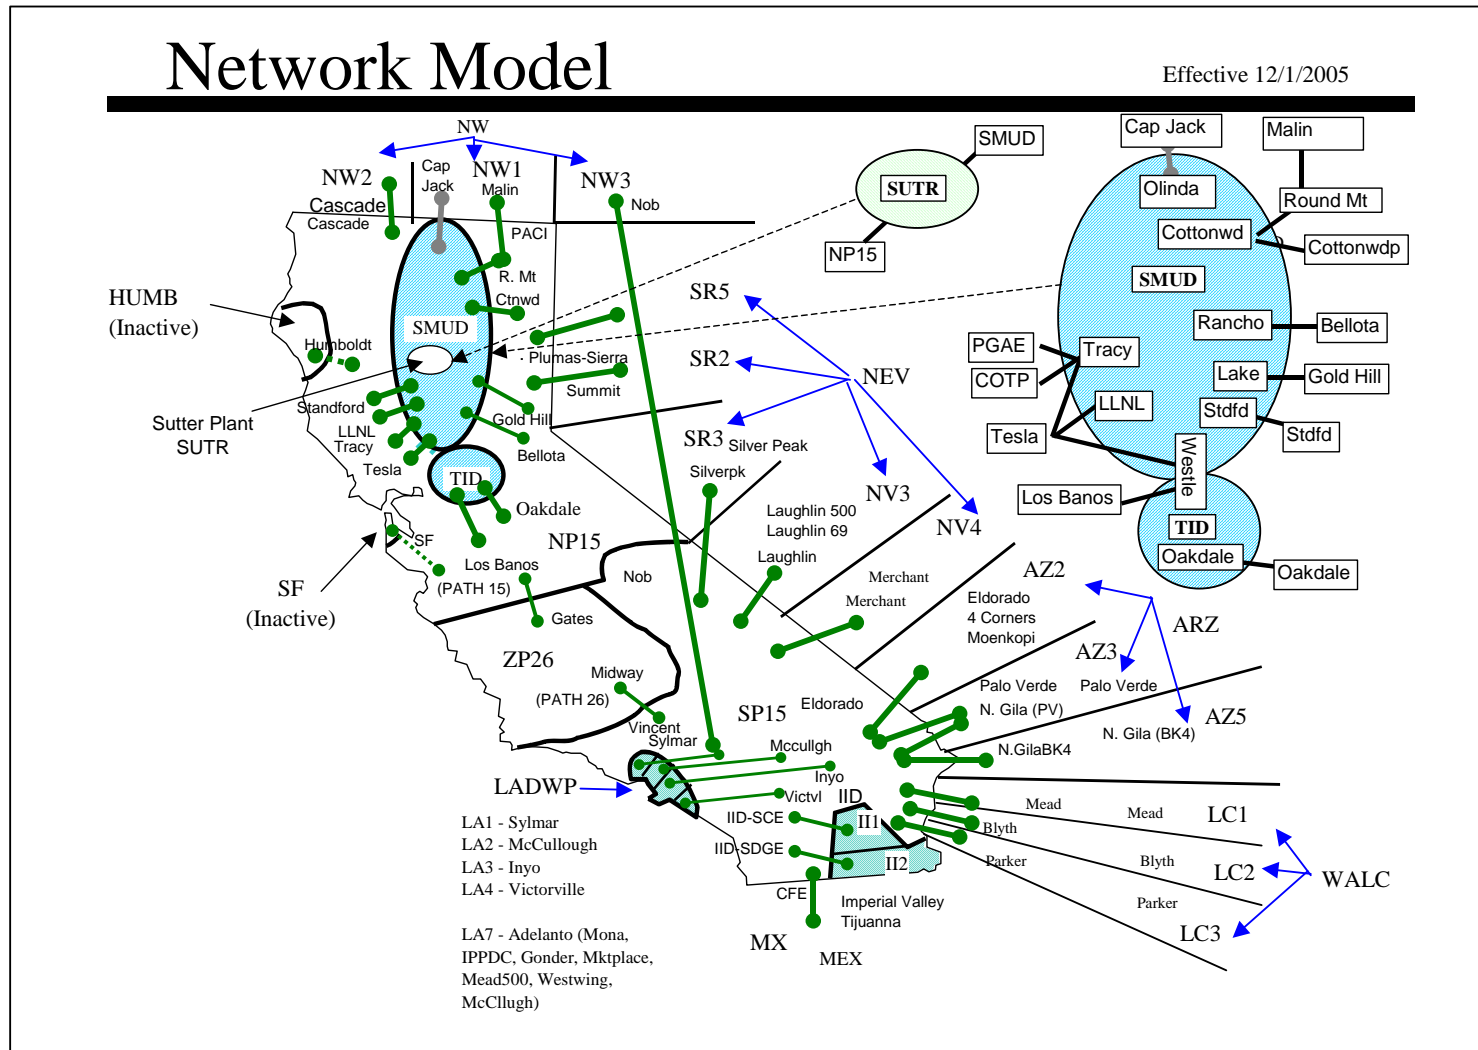 Network Model
Effective 12/1/2005
NW
NW2
Cap
Jack
NW1
Malin
NW3
Nob
Cascade
Cascade
PACI
R. Mt
Ctnwd
HUMB
(Inactive)
Humboldt
SMUD
Plumas-Sierra
Summit
Standford
Gold Hill
Sutter Plant
SUTR
LLNL
Tracy
Tesla
Bellota
TID
Oakdale
NP15
SF
SF
(Inactive)
Los Banos
(PATH 15)
Gates
Nob
ZP26
Midway
(PATH 26)
Vincent
Sylmar
SP15
Mccullgh
Inyo
Victvl
LADWP
IID
IID-SCE
II1
IID-SDGE
II2
CFE
Imperial Valley
Tijuanna
MX
MEX
LA1 - Sylmar
LA2 - McCullough
LA3 - Inyo
LA4 - Victorville
LA7 - Adelanto (Mona,
IPPDC, Gonder, Mktplace,
Mead500, Westwing,
McCllugh)
SR5
SR2
NEV
SR3
Silver Peak
Silverpk
NV3
NV4
Laughlin 500
Laughlin 69
Laughlin
Merchant
Merchant
AZ2
Eldorado
4 Corners
Moenkopi
ARZ
AZ3
Palo Verde
Palo Verde
N. Gila (PV)
Eldorado
AZ5
N. Gila (BK4)
N.GilaBK4
Mead
Mead
LC1
Blyth
Blyth
LC2
WALC
Parker
Parker
LC3
SUTR
SMUD
NP15
Cap Jack
Malin
Olinda
Round Mt
Cottonwd
Cottonwdp
SMUD
Rancho
Bellota
PGAE
Tracy
COTP
Lake
Gold Hill
LLNL
Stdfd
Stdfd
Tesla
Westle
Los Banos
TID
Oakdale
Oakdale